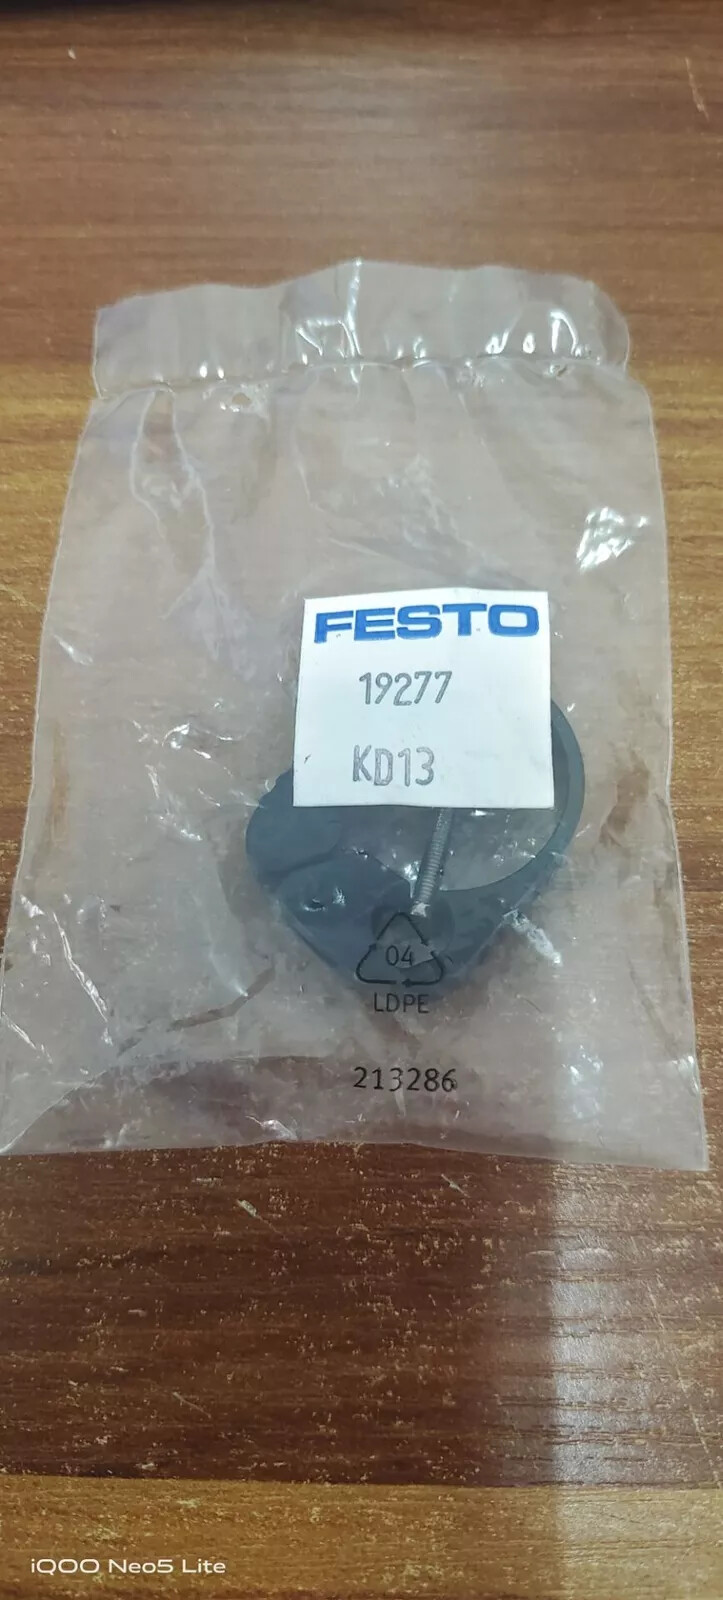 FESTO
19277
KD13
04
LDPE
213286
iQOO Neo5 Lite